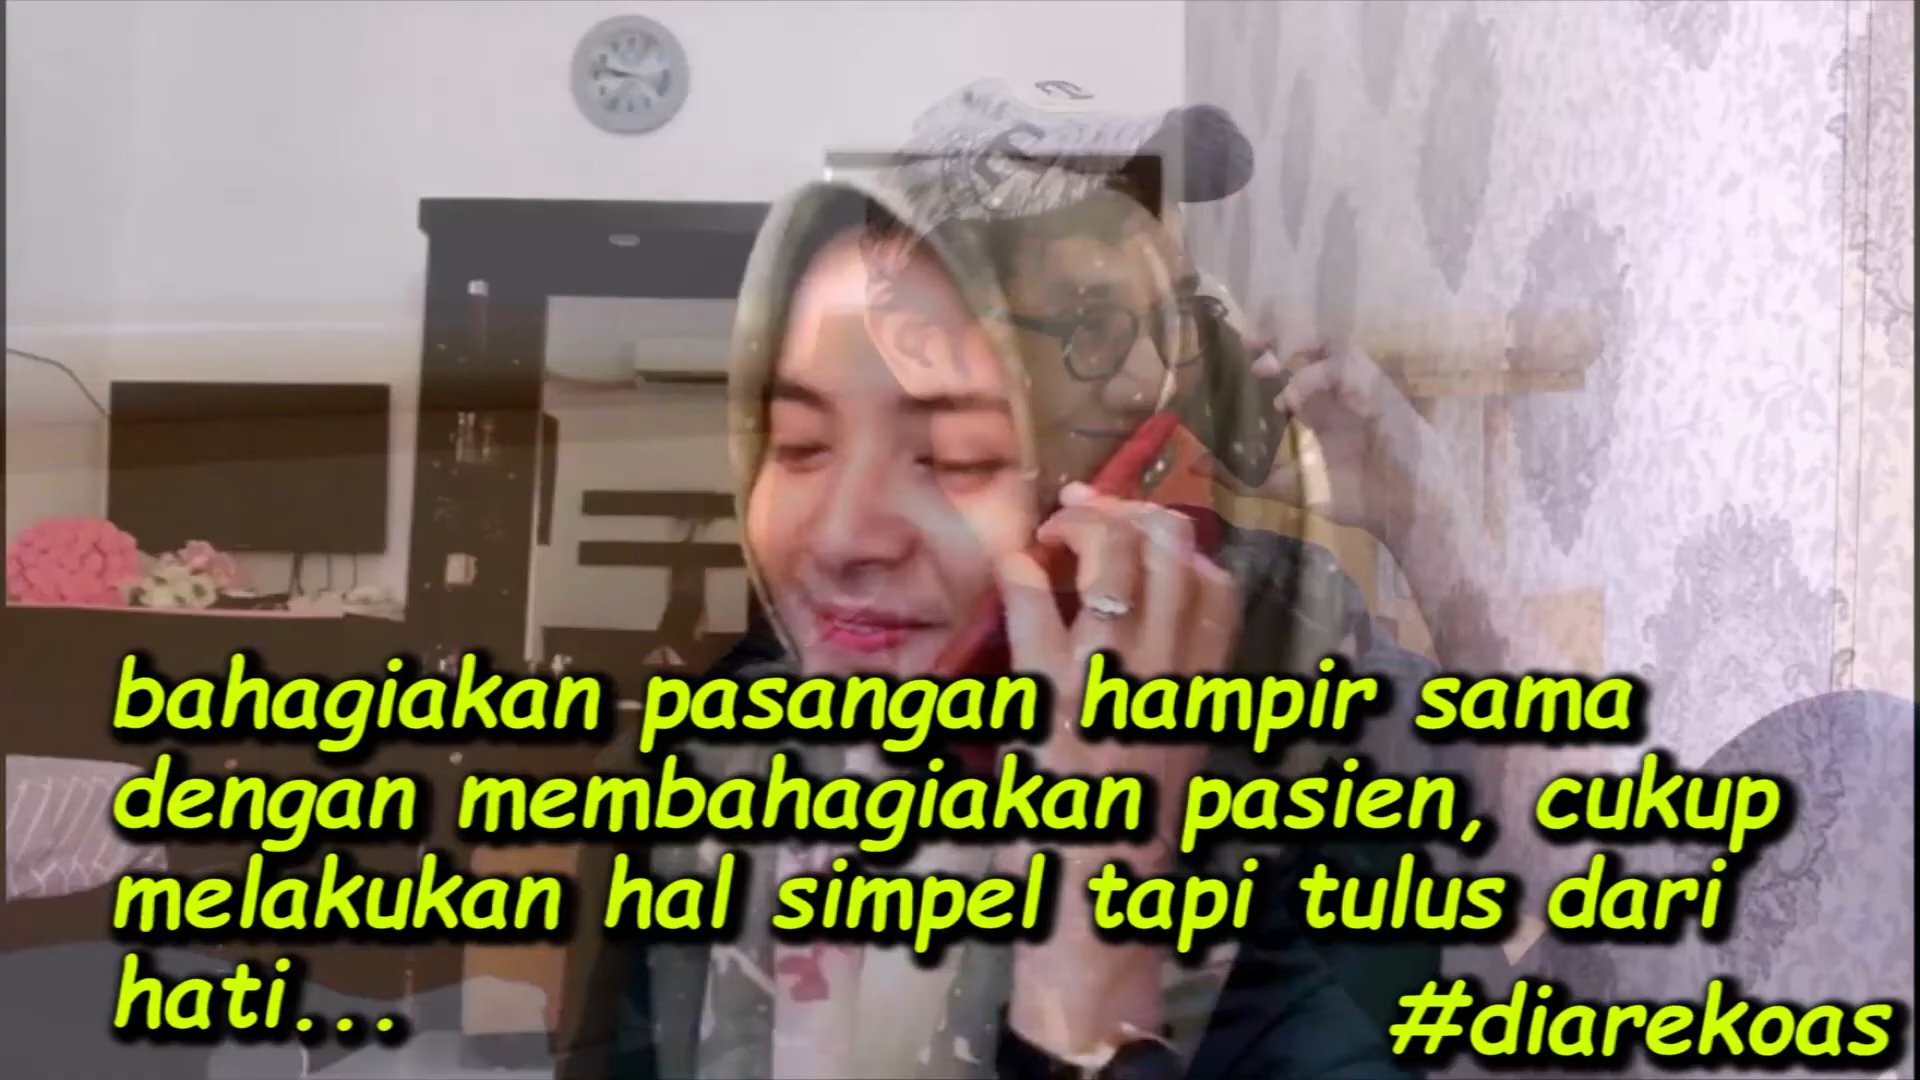 bahagiakan pasangan hampir sama
dengan membahagiakan pasien, cukup
melakukan hal simpel tapi tulus dari
hati...
#diarekoas